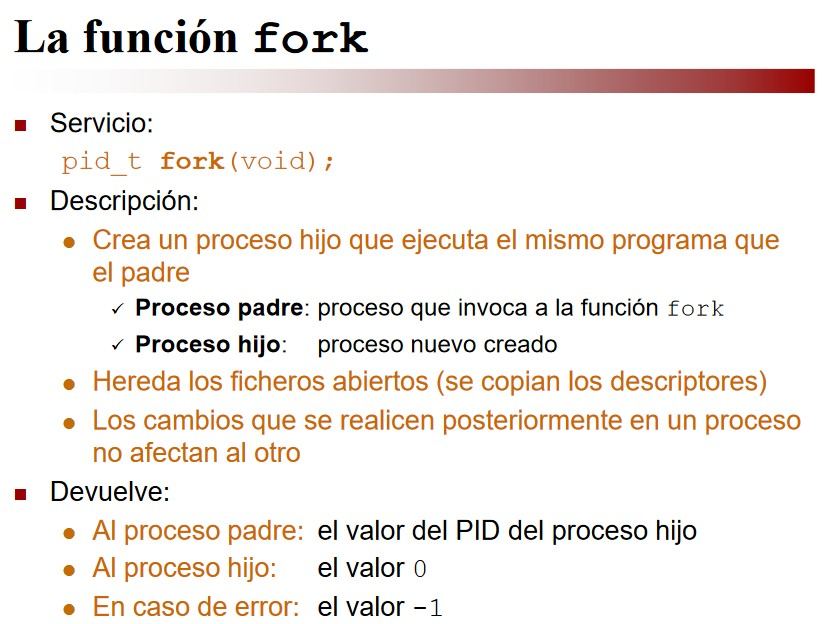 La función fork
Servicio:
pid_t fork(void);
Descripción:
Crea un proceso hijo que ejecuta el mismo programa que
el padre
Proceso padre: proceso que invoca a la función fork
Proceso hijo: proceso nuevo creado
Hereda los ficheros abiertos (se copian los descriptores)
Los cambios que se realicen posteriormente en un proceso
no afectan al otro
Devuelve:
Al proceso padre: el valor del PID del proceso hijo
Al proceso hijo: el valor 0
En caso de error: el valor -1